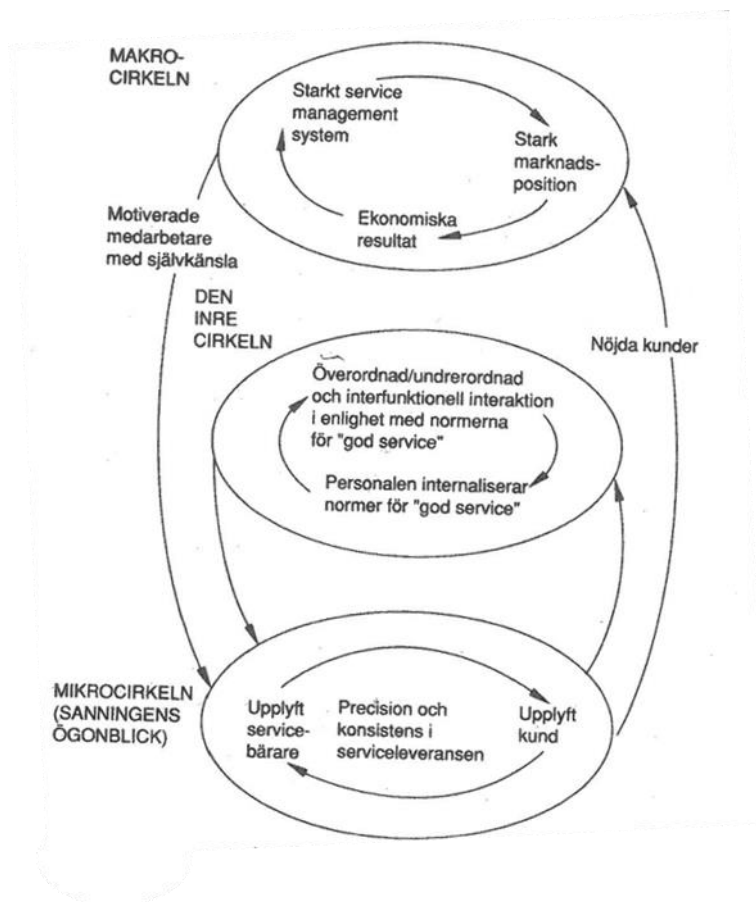 MAKRO-
CIRKELN
Starkt service
management
system
Stark
marknads-
position
Ekonomiska
resultat
Motiverade
medarbetare
med självkänsla
DEN
INRE
CIRKELN
Nöjda kunder
Överordnad/undrerordnad
och interfunktionell interaktion
i enlighet med normerna
för "god service"
Personalen internaliserar
normer för "god service"
MIKROCIRKELN
(SANNINGENS
ÖGONBLICK)
Upplyft
service-
bärare
Precision och
konsistens i
serviceleveransen
Upplyft
kund